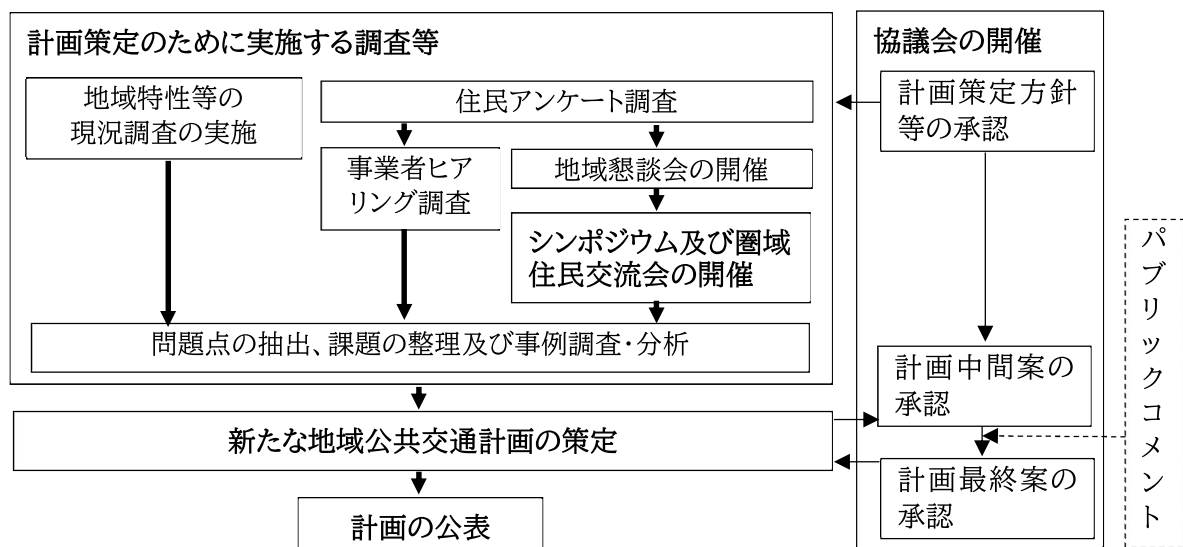 計画策定のために実施する調査等
地域特性等の
現況調査の実施
住民アンケート調査
事業者ヒア
リング調査
地域懇談会の開催
シンポジウム及び圏域
住民交流会の開催
問題点の抽出、課題の整理及び事例調査・分析
新たな地域公共交通計画の策定
計画の公表
協議会の開催
計画策定方針
等の承認
計画中間案の
承認
計画最終案の
承認
パブリックコメント